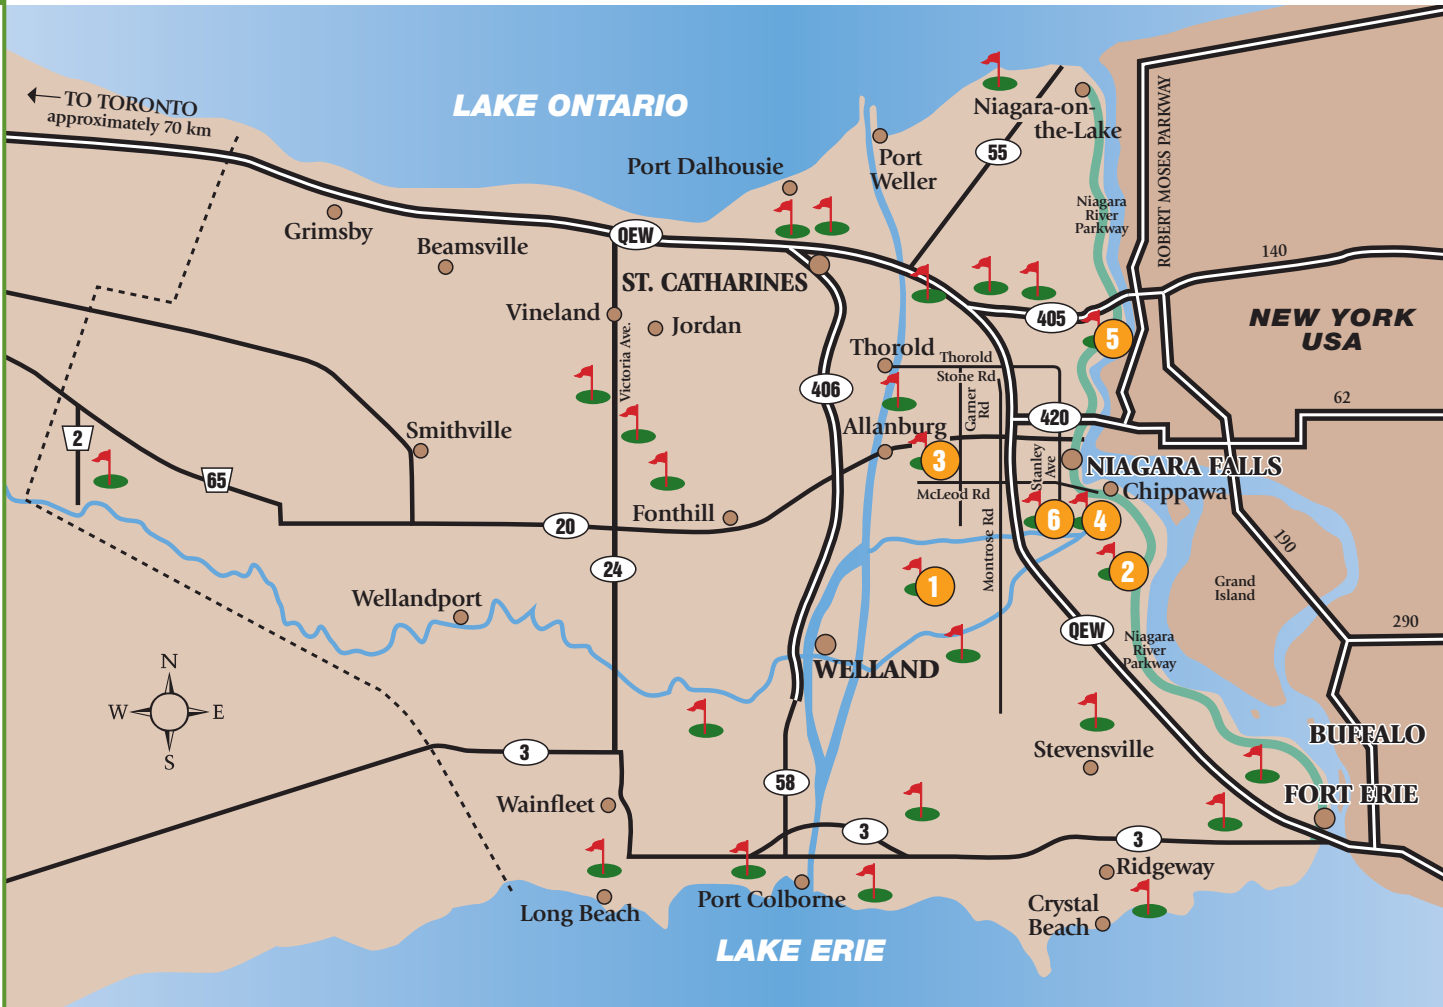 TO TORONTO
approximately 70 km
LAKE ONTARIO
Niagara-on-
the-Lake
55
Port
Weller
Port Dalhousie
ROBERT MOSES PARKWAY
Niagara
River
Parkway
Grimsby
Beamsville
QEW
140
ST. CATHARINES
Vineland
Jordan
Victoria Ave.
405
5
NEW YORK
USA
Thorold
Thorold
Stone Rd
Garner
Rd
406
62
420
Allanburg
2
Smithville
65
3
Stanley
Ave
NIAGARA FALLS
McLeod Rd
Chippawa
Fonthill
20
6
4
Montrose Rd
190
24
1
2
Grand
Island
Wellandport
QEW
Niagara
River
Parkway
290
WELLAND
N
W
E
S
3
Stevensville
BUFFALO
58
FORT ERIE
Wainfleet
3
3
Ridgeway
Long Beach
Port Colborne
Crystal
Beach
LAKE ERIE